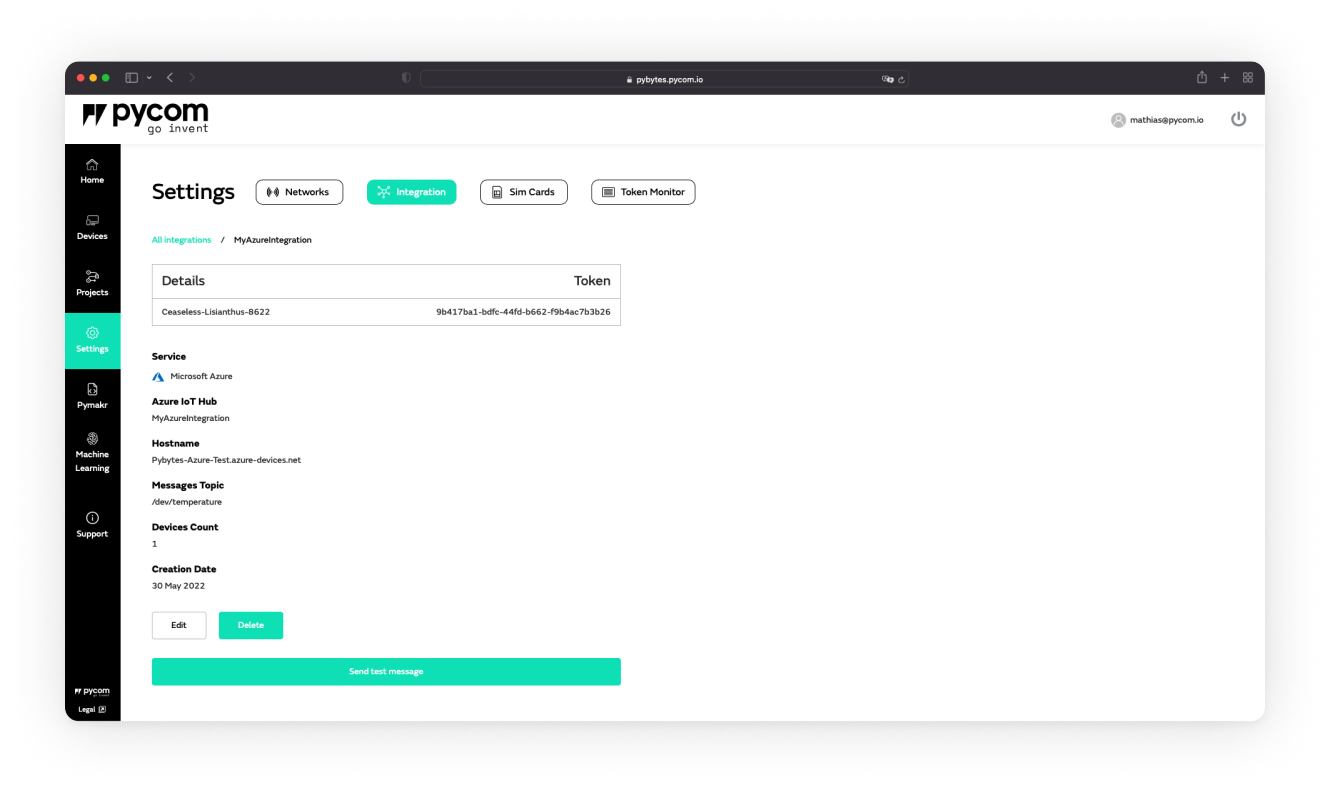 pybytes.pycom.io
pycom
go invent
mathias@pycom.io
Home
Devices
Projects
Settings
Pymakr
Machine
Learning
Support
pycom
go invent
Legal
Settings
Networks
Integration
Sim Cards
Token Monitor
All integrations / MyAzureIntegration
Details Token
Ceaseless-Lisianthus-8622 9b417ba1-bdfc-44fd-b662-f9b4ac7b3b26
Service
Microsoft Azure
Azure IoT Hub
MyAzureIntegration
Hostname
Pybytes-Azure-Test.azure-devices.net
Messages Topic
/dev/temperature
Devices Count
1
Creation Date
30 May 2022
Edit
Delete
Send test message